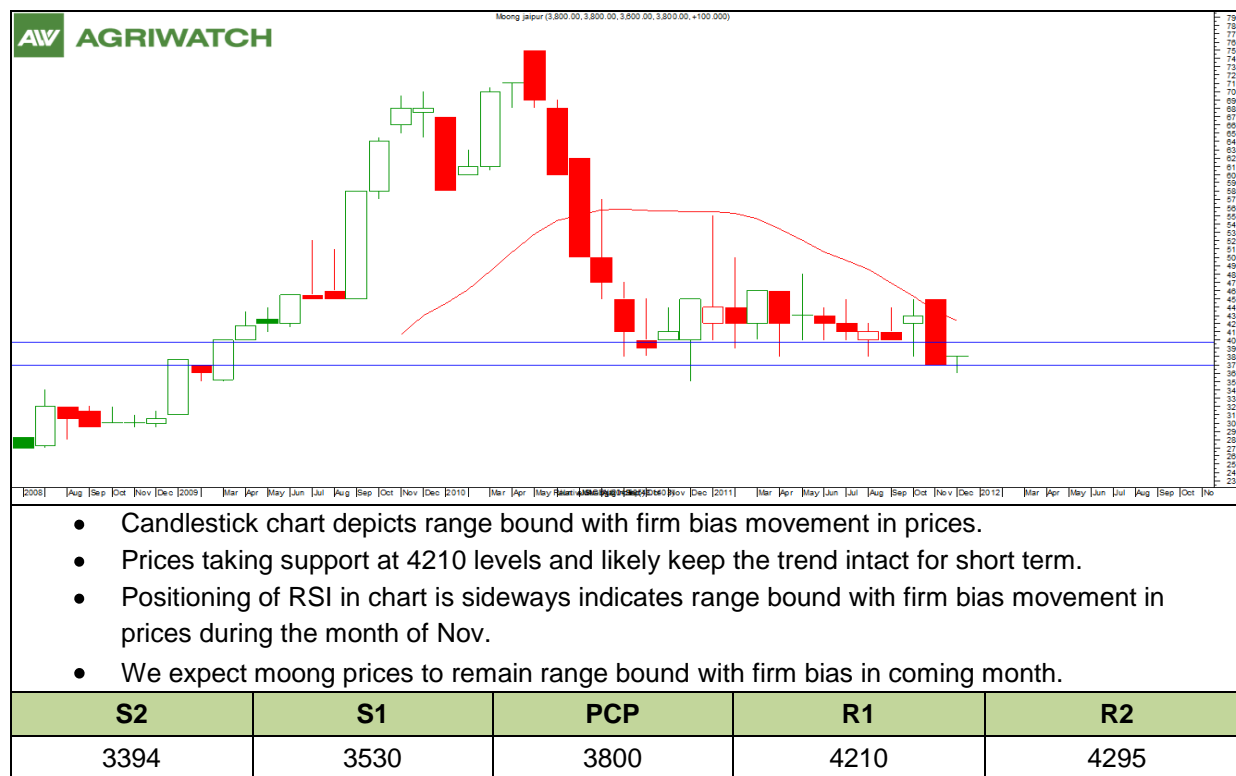 AW AGRIWATCH
Moong jaipur (3,800.00, 3,800.00, 3,600.00, 3,800.00, +100.000)
2008 Aug Sep Oct Nov Dec 2009 Mar Apr May Jun Jul Aug Sep Oct Nov Dec 2010 Mar Apr May Nov Dec 2011 Mar Apr May Jun Jul Aug Sep Oct Nov Dec 2012 Mar Apr May Jun Jul Aug Sep Oct No
• Candlestick chart depicts range bound with firm bias movement in prices.
• Prices taking support at 4210 levels and likely keep the trend intact for short term.
• Positioning of RSI in chart is sideways indicates range bound with firm bias movement in
prices during the month of Nov.
• We expect moong prices to remain range bound with firm bias in coming month.
S2 S1 PCP R1 R2
3394 3530 3800 4210 4295